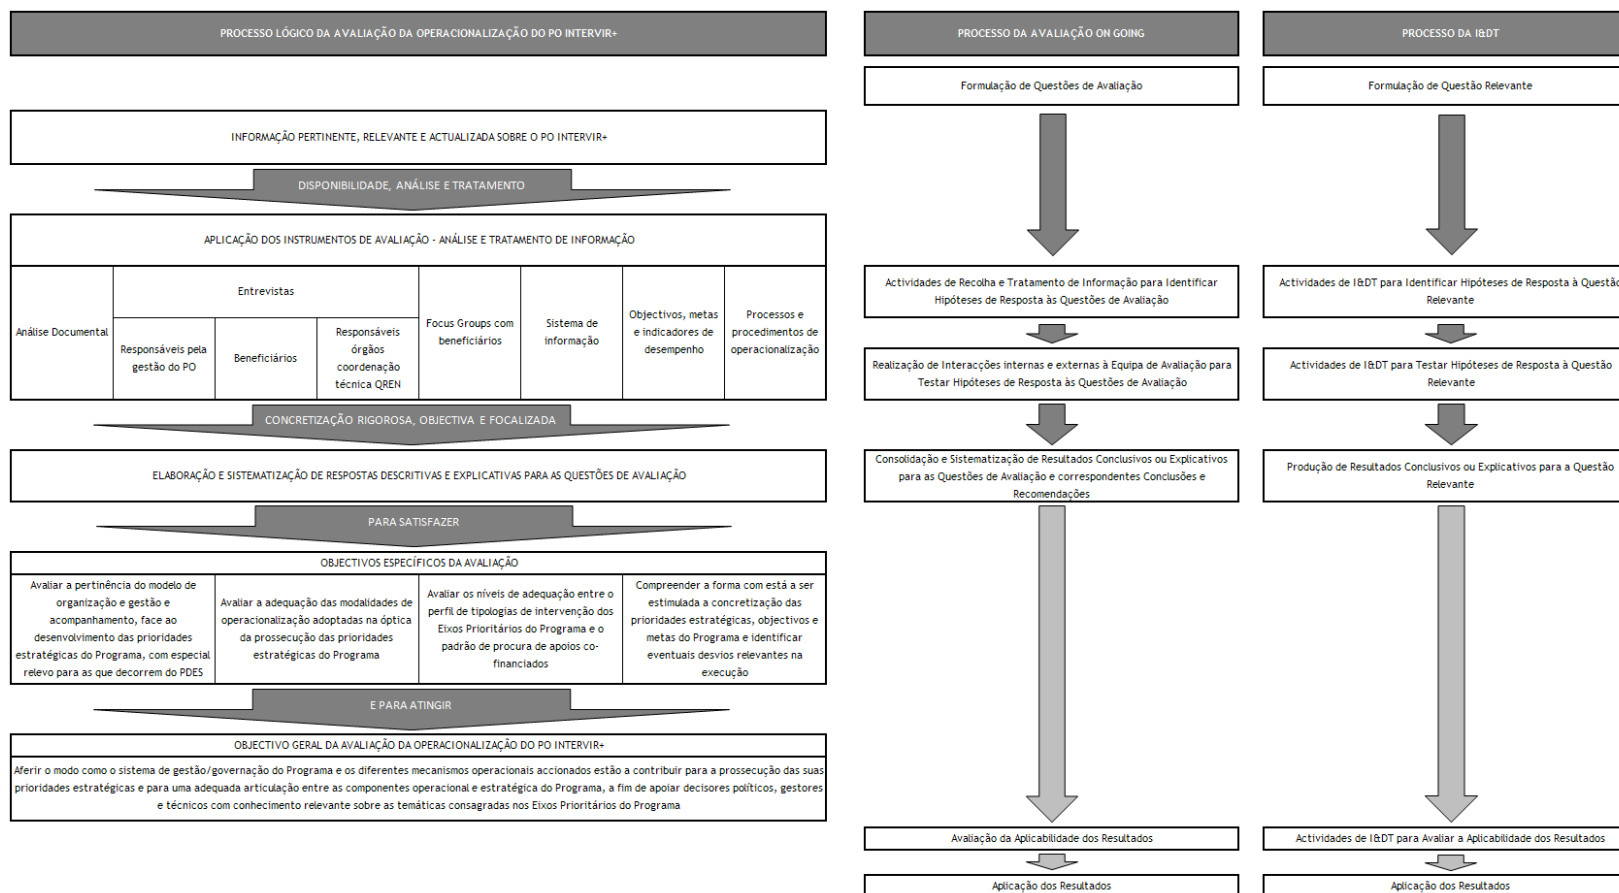 PROCESSO LÓGICO DA AVALIAÇÃO DA OPERACIONALIZAÇÃO DO PO INTERVIR+
INFORMAÇÃO PERTINENTE, RELEVANTE E ACTUALIZADA SOBRE O PO INTERVIR+
DISPONIBILIDADE, ANÁLISE E TRATAMENTO
APLICAÇÃO DOS INSTRUMENTOS DE AVALIAÇÃO - ANÁLISE E TRATAMENTO DE INFORMAÇÃO
Análise Documental
Entrevistas
Responsáveis pela
gestão do PO
Beneficiários
Responsáveis
órgãos
coordenação
técnica QREN
Focus Groups com
beneficiários
Sistema de
informação
Objectivos, metas
e indicadores de
desempenho
Processos e
procedimentos de
operacionalização
CONCRETIZAÇÃO RIGOROSA, OBJECTIVA E FOCALIZADA
ELABORAÇÃO E SISTEMATIZAÇÃO DE RESPOSTAS DESCRITIVAS E EXPLICATIVAS PARA AS QUESTÕES DE AVALIAÇÃO
PARA SATISFAZER
OBJECTIVOS ESPECÍFICOS DA AVALIAÇÃO
Avaliar a pertinência do modelo de
organização e gestão e
acompanhamento, face ao
desenvolvimento das prioridades
estratégicas do Programa, com especial
relevo para as que decorrem do PDES
Avaliar a adequação das modalidades de
operacionalização adoptadas na óptica
da prossecução das prioridades
estratégicas do Programa
Avaliar os níveis de adequação entre o
perfil de tipologias de intervenção dos
Eixos Prioritários do Programa e o
padrão de procura de apoios co-
financiados
Compreender a forma com está a ser
estimulada a concretização das
prioridades estratégicas, objectivos e
metas do Programa e identificar
eventuais desvios relevantes na
execução
E PARA ATINGIR
OBJECTIVO GERAL DA AVALIAÇÃO DA OPERACIONALIZAÇÃO DO PO INTERVIR+
Aferir o modo como o sistema de gestão/governação do Programa e os diferentes mecanismos operacionais accionados estão a contribuir para a prossecução das suas
prioridades estratégicas e para uma adequada articulação entre as componentes operacional e estratégica do Programa, a fim de apoiar decisores políticos, gestores
e técnicos com conhecimento relevante sobre as temáticas consagradas nos Eixos Prioritários do Programa
PROCESSO DA AVALIAÇÃO ON GOING
Formulação de Questões de Avaliação
Actividades de Recolha e Tratamento de Informação para Identificar
Hipóteses de Resposta às Questões de Avaliação
Realização de Interacções internas e externas à Equipa de Avaliação para
Testar Hipóteses de Resposta às Questões de Avaliação
Consolidação e Sistematização de Resultados Conclusivos ou Explicativos
para as Questões de Avaliação e correspondentes Conclusões e
Recomendações
Avaliação da Aplicabilidade dos Resultados
Aplicação dos Resultados
PROCESSO DA I&DT
Formulação de Questão Relevante
Actividades de I&DT para Identificar Hipóteses de Resposta à Questão
Relevante
Actividades de I&DT para Testar Hipóteses de Resposta à Questão
Relevante
Produção de Resultados Conclusivos ou Explicativos para a Questão
Relevante
Actividades de I&DT para Avaliar a Aplicabilidade dos Resultados
Aplicação dos Resultados